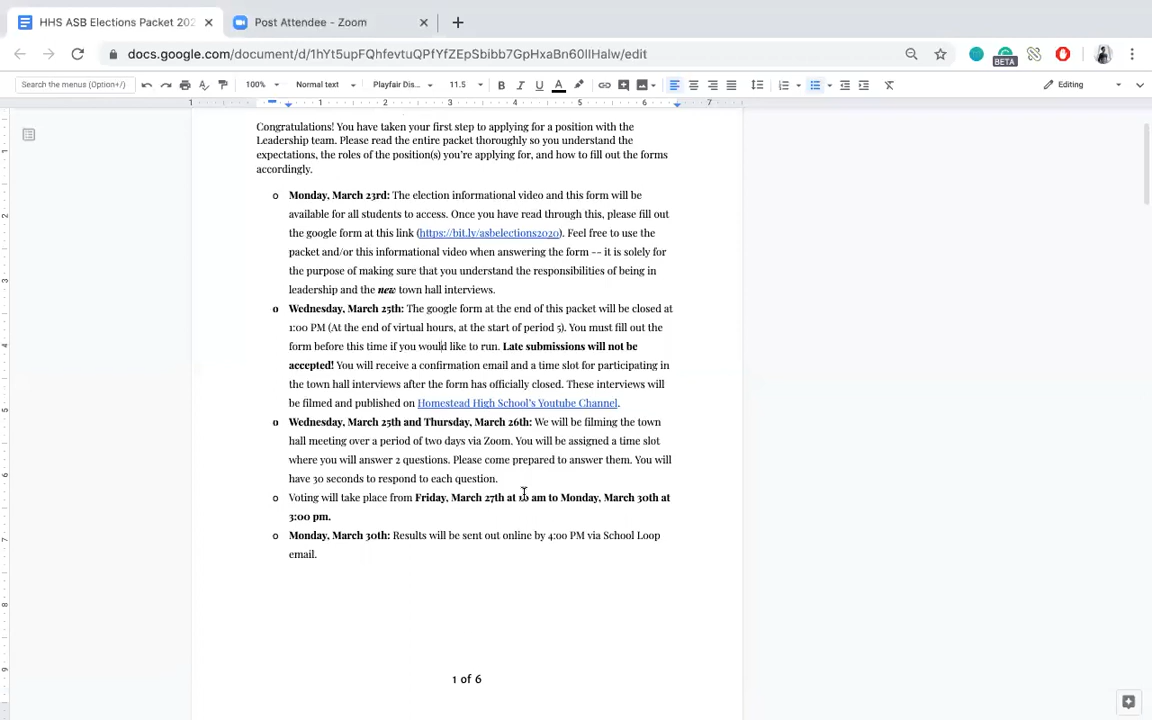 HHS ASB Elections Packet 202
Post Attendee - Zoom
docs.google.com/document/d/1hYt5upFQhfevtuQPfYfZEpSbibb7GpHxaBn60IlHalw/edit
BETA
Search the menus (Option+/)
100%
Normal text
Playfair Dis...
11.5
B I U A
Editing
1 1 2 3 4 5 6 7
Congratulations! You have taken your first step to applying for a position with the
Leadership team. Please read the entire packet thoroughly so you understand the
expectations, the roles of the position(s) you're applying for, and how to fill out the forms
accordingly.
o Monday, March 23rd: The election informational video and this form will be
available for all students to access. Once you have read through this, please fill out
the google form at this link (https://bit.ly/asbelections2020). Feel free to use the
packet and/or this informational video when answering the form -- it is solely for
the purpose of making sure that you understand the responsibilities of being in
leadership and the new town hall interviews.
o Wednesday, March 25th: The google form at the end of this packet will be closed at
1:00 PM (At the end of virtual hours, at the start of period 5). You must fill out the
form before this time if you would like to run. Late submissions will not be
accepted! You will receive a confirmation email and a time slot for participating in
the town hall interviews after the form has officially closed. These interviews will
be filmed and published on Homestead High School's Youtube Channel.
o Wednesday, March 25th and Thursday, March 26th: We will be filming the town
hall meeting over a period of two days via Zoom. You will be assigned a time slot
where you will answer 2 questions. Please come prepared to answer them. You will
have 30 seconds to respond to each question.
o Voting will take place from Friday, March 27th at am to Monday, March 30th at
3:00 pm.
o Monday, March 30th: Results will be sent out online by 4:00 PM via School Loop
email.
1 of 6